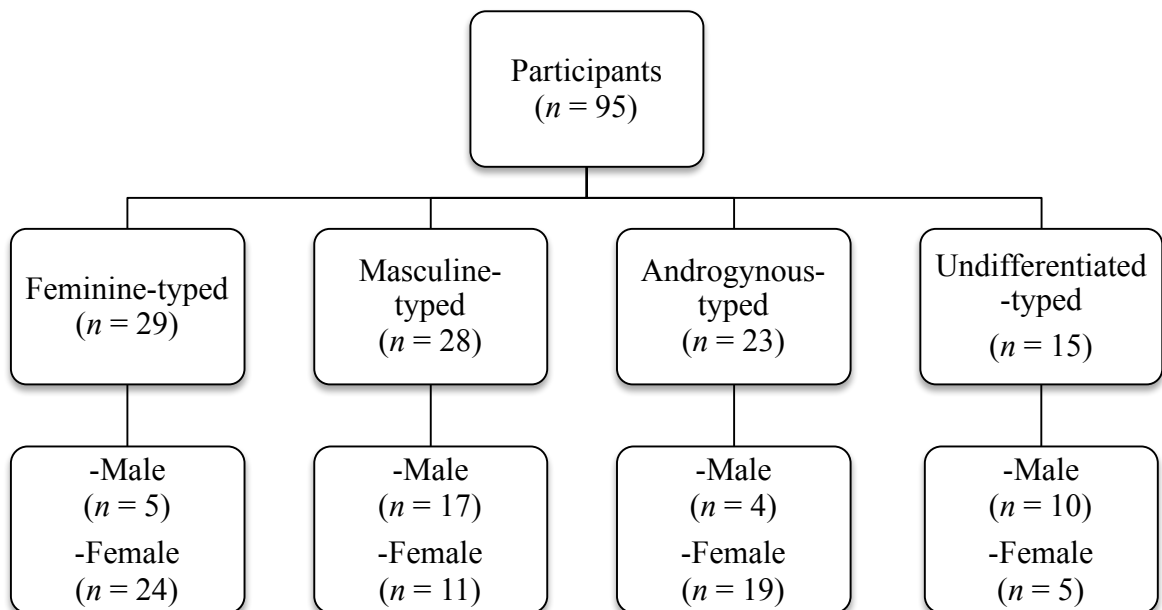 Participants
(n = 95)
Feminine-typed
(n = 29)
Masculine-
typed
(n = 28)
Androgynous-
typed
(n = 23)
Undifferentiated
-typed
(n = 15)
-Male
(n = 5)
-Female
(n = 24)
-Male
(n = 17)
-Female
(n = 11)
-Male
(n = 4)
-Female
(n = 19)
-Male
(n = 10)
-Female
(n = 5)